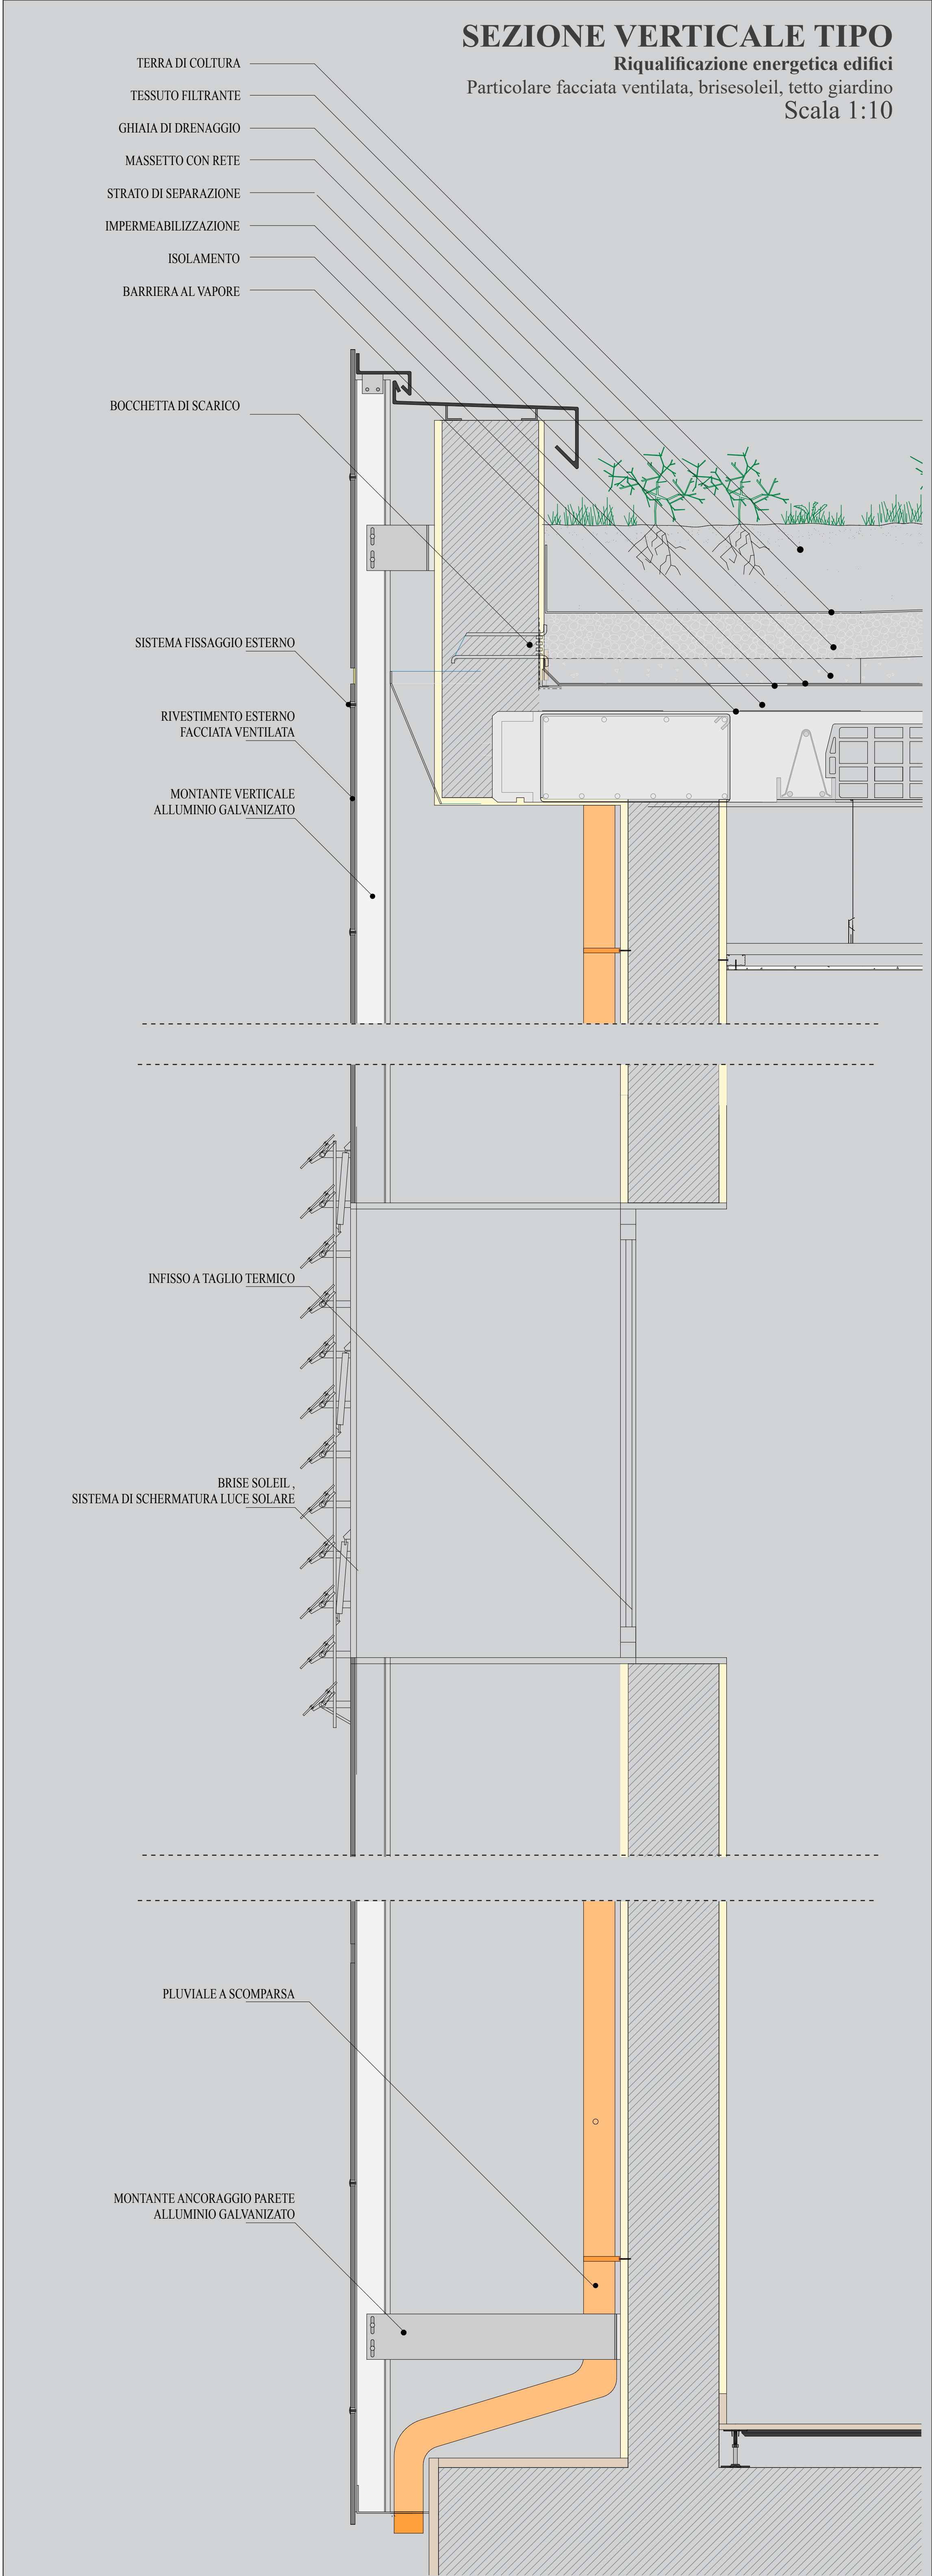 SEZIONE VERTICALE TIPO
Riqualificazione energetica edifici
Particolare facciata ventilata, brisesoleil, tetto giardino
Scala 1:10
TERRA DI COLTURA
TESSUTO FILTRANTE
GHIAIA DI DRENAGGIO
MASSETTO CON RETE
STRATO DI SEPARAZIONE
IMPERMEABILIZZAZIONE
ISOLAMENTO
BARRIERA AL VAPORE
BOCCHETTA DI SCARICO
SISTEMA FISSAGGIO ESTERNO
RIVESTIMENTO ESTERNO
FACCIATA VENTILATA
MONTANTE VERTICALE
ALLUMINIO GALVANIZATO
INFISSO A TAGLIO TERMICO
BRISE SOLEIL ,
SISTEMA DI SCHERMATURA LUCE SOLARE
PLUVIALE A SCOMPARSA
MONTANTE ANCORAGGIO PARETE
ALLUMINIO GALVANIZATO